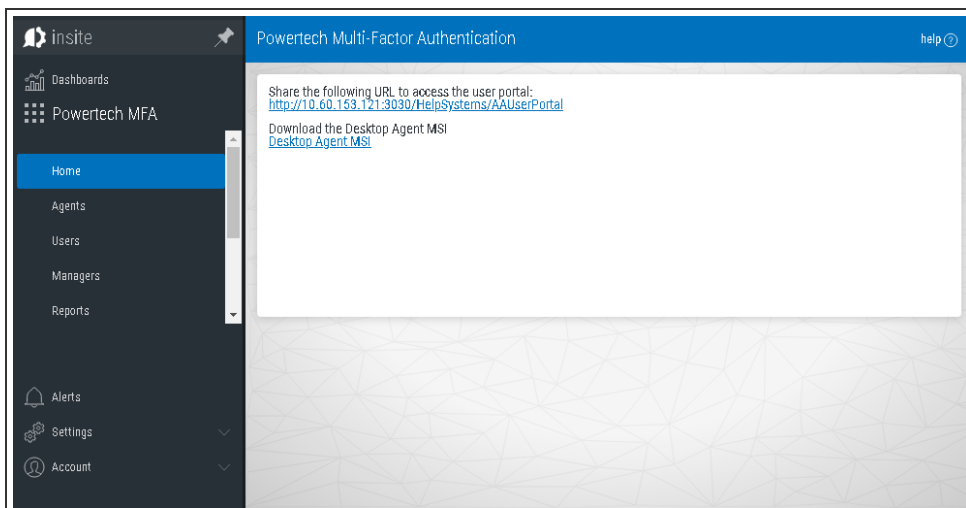 insite
Dashboards
Powertech MFA
Home
Agents
Users
Managers
Reports
Alerts
Settings
Account
Powertech Multi-Factor Authentication
help ?
Share the following URL to access the user portal:
http://10.60.153.121:3030/HelpSystems/AAUserPortal
Download the Desktop Agent MSI
Desktop Agent MSI